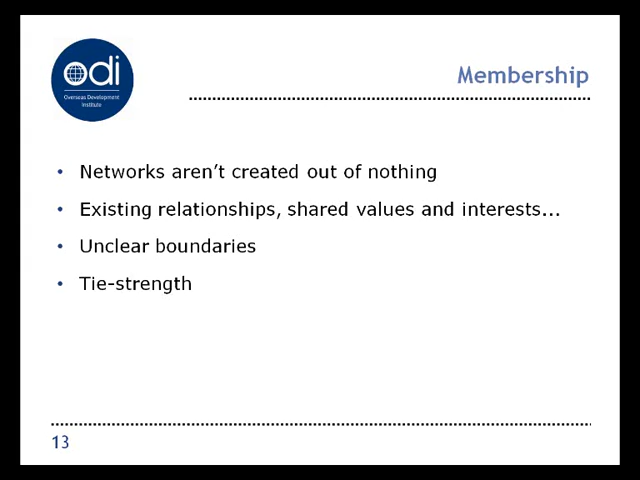 odi
Overseas Development
Institute
Membership
• Networks aren't created out of nothing
• Existing relationships, shared values and interests...
• Unclear boundaries
• Tie-strength
13